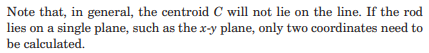 Note that, in general, the centroid C will not lie on the line. If the rod
lies on a single plane, such as the x-y plane, only two coordinates need to
be calculated.